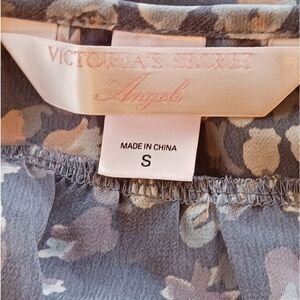 VICTORIA'S SECRET
Angels
MADE IN CHINA
S